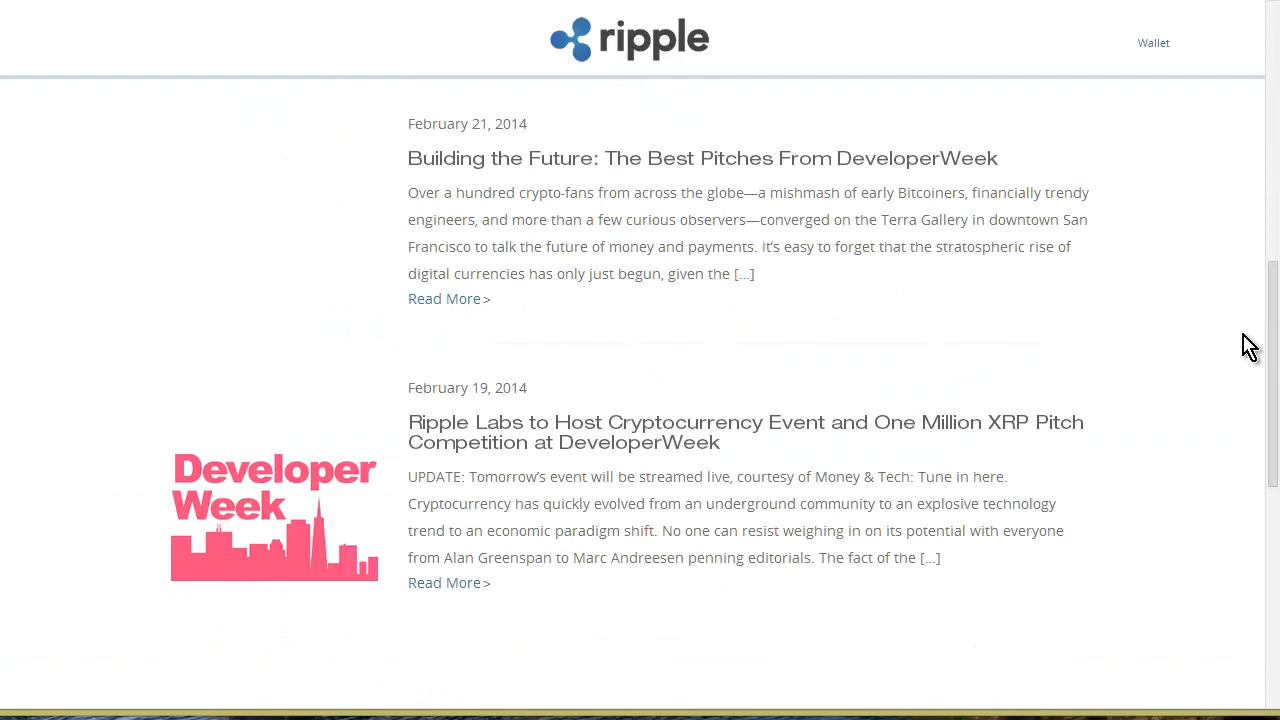 ripple
Wallet
February 21, 2014
Building the Future: The Best Pitches From DeveloperWeek
Over a hundred crypto-fans from across the globe—a mishmash of early Bitcoiners, financially trendy
engineers, and more than a few curious observers—converged on the Terra Gallery in downtown San
Francisco to talk the future of money and payments. It’s easy to forget that the stratospheric rise of
digital currencies has only just begun, given the [...]
Read More >
February 19, 2014
Ripple Labs to Host Cryptocurrency Event and One Million XRP Pitch
Competition at DeveloperWeek
Developer
Week
UPDATE: Tomorrow’s event will be streamed live, courtesy of Money & Tech: Tune in here.
Cryptocurrency has quickly evolved from an underground community to an explosive technology
trend to an economic paradigm shift. No one can resist weighing in on its potential with everyone
from Alan Greenspan to Marc Andreesen penning editorials. The fact of the [...]
Read More >